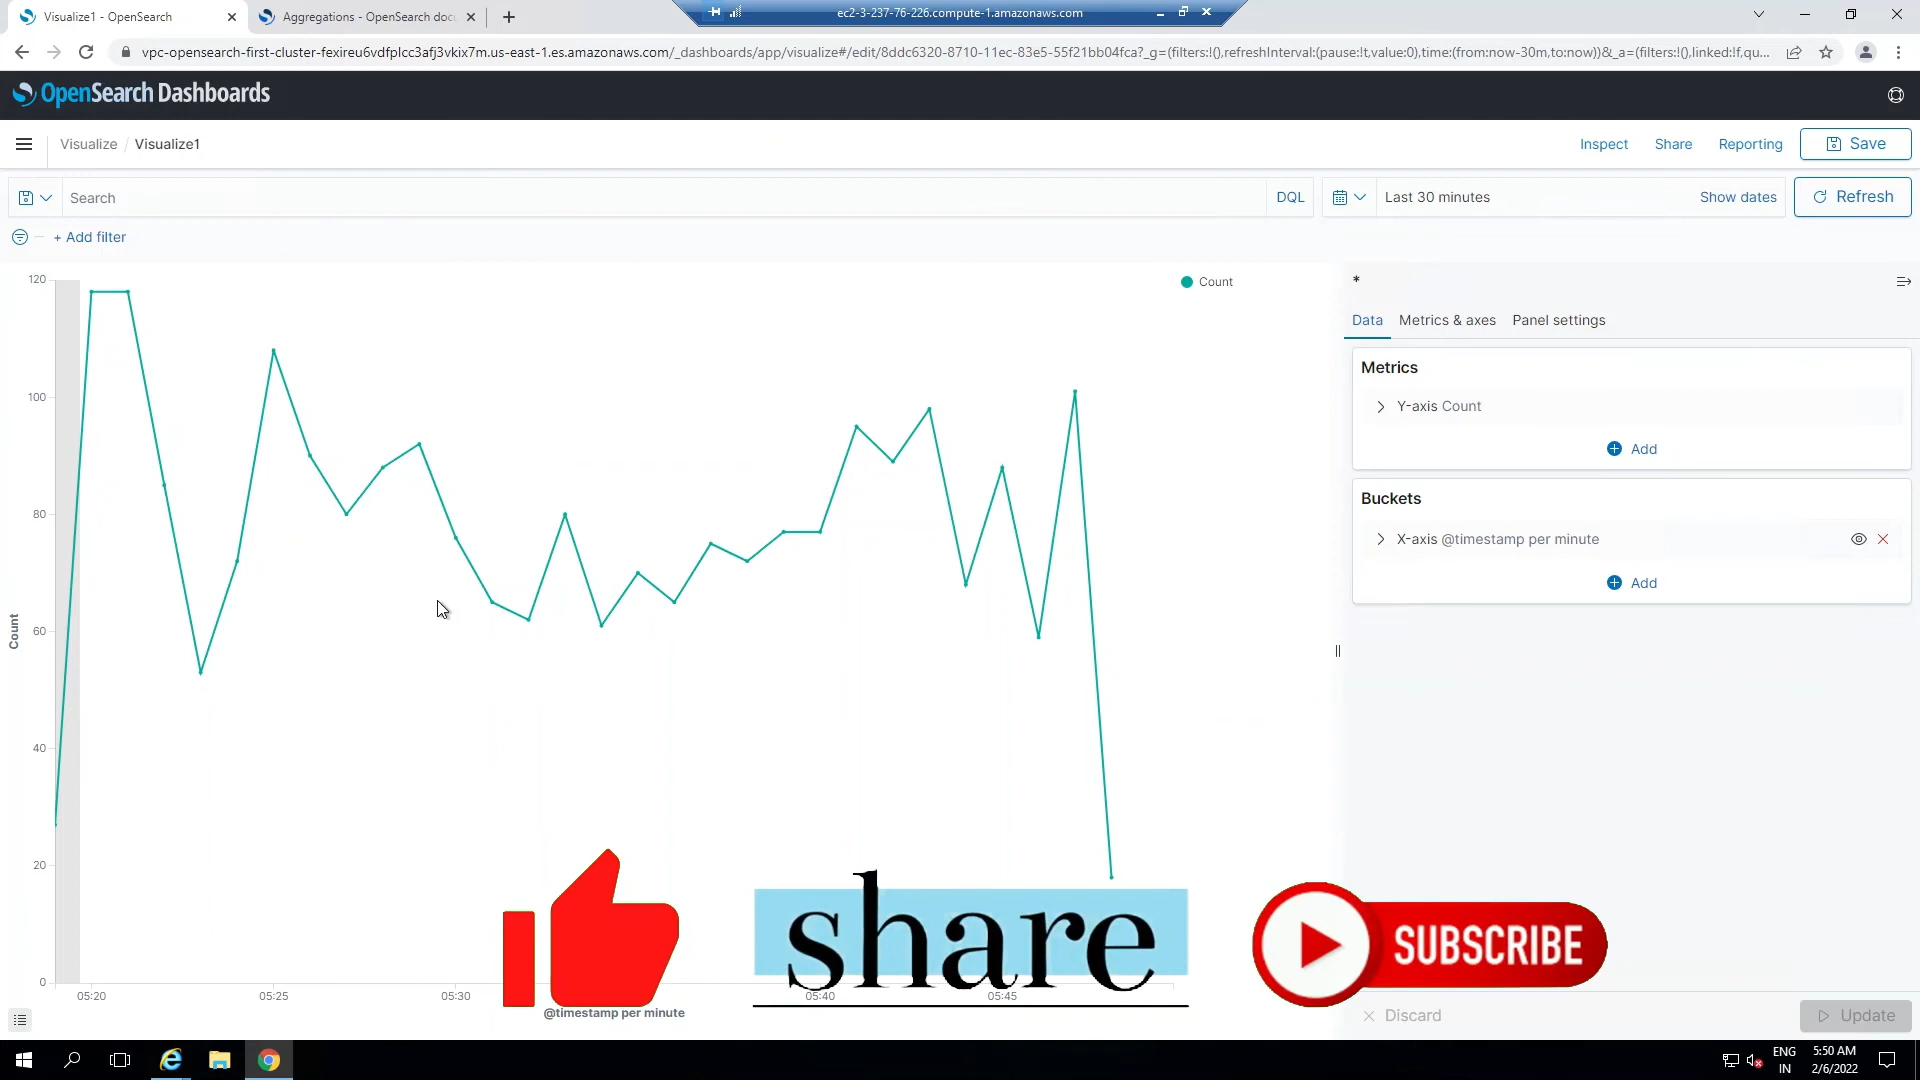 Visualize1 - OpenSearch
Aggregations - OpenSearch docu
ec2-3-237-76-226.compute-1.amazonaws.com
vpc-opensearch-first-cluster-fexireu6vdfplcc3afj3vkix7m.us-east-1.es.amazonaws.com/_dashboards/app/visualize#/edit/8ddc6320-8710-11ec-83e5-55f21bb04fca?_g=(filters:!(),refreshInterval:(pause:!t,value:0),time:(from:now-30m,to:now))&_a=(filters:!(),linked:!f,qu...
OpenSearch Dashboards
Visualize / Visualize1
Inspect
Share
Reporting
Save
Search
DQL
Last 30 minutes
Show dates
Refresh
+ Add filter
120
100
80
60
40
20
0
Count
Count
05:20
05:25
05:30
05:40
05:45
@timestamp per minute
*
Data
Metrics & axes
Panel settings
Metrics
Y-axis Count
Add
Buckets
X-axis @timestamp per minute
Add
share
SUBSCRIBE
Discard
Update
ENG
IN
5:50 AM
2/6/2022